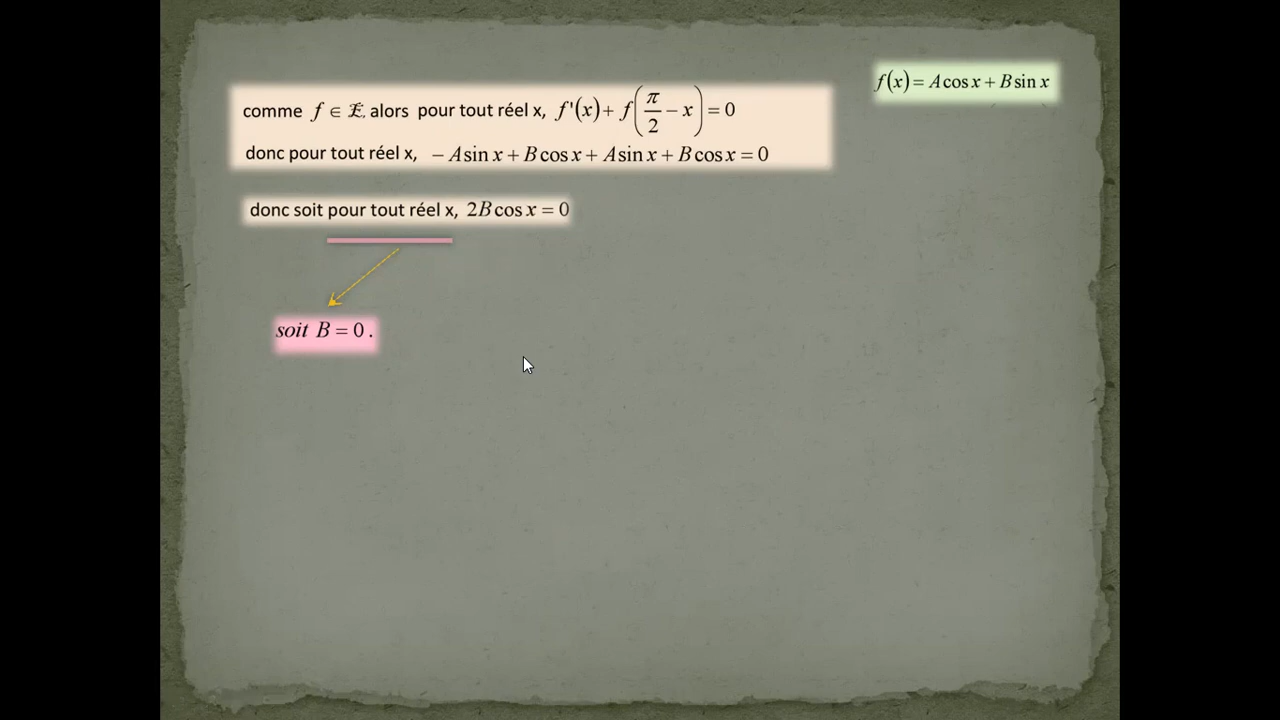 f(x) = A cos x + B sin x
comme f ∈ ℰ, alors pour tout réel x, f'(x) + f(π/2 − x) = 0
donc pour tout réel x, − A sin x + B cos x + A sin x + B cos x = 0
donc soit pour tout réel x, 2B cos x = 0
soit B = 0 .